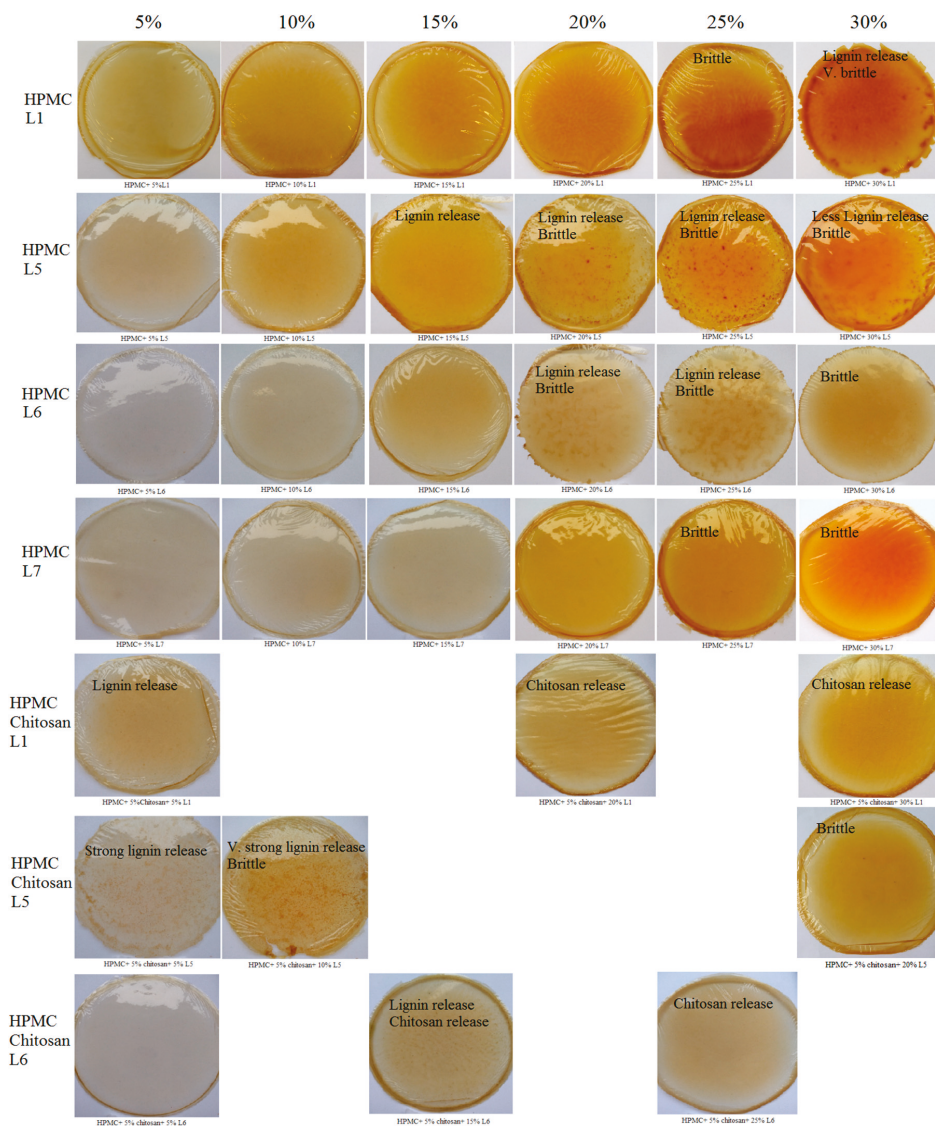 5% 10% 15% 20% 25% 30%
HPMC
L1
Brittle
Lignin release
V. brittle
HPMC+ 5%L1
HPMC+ 10% L1
HPMC+ 15% L1
HPMC+ 20% L1
HPMC+ 25% L1
HPMC+ 30% L1
HPMC
L5
Lignin release
Lignin release
Brittle
Lignin release
Brittle
Less Lignin release
Brittle
HPMC+ 5% L5
HPMC+ 10% L5
HPMC+ 15% L5
HPMC+ 20% L5
HPMC+ 25% L5
HPMC+ 30% L5
HPMC
L6
Lignin release
Brittle
Lignin release
Brittle
Brittle
HPMC+ 5% L6
HPMC+ 10% L6
HPMC+ 15% L6
HPMC+ 20% L6
HPMC+ 25% L6
HPMC+ 30% L6
HPMC
L7
Brittle
Brittle
HPMC+ 5% L7
HPMC+ 10% L7
HPMC+ 15% L7
HPMC+ 20% L7
HPMC+ 25% L7
HPMC+ 30% L7
HPMC
Chitosan
L1
Lignin release
Chitosan release
Chitosan release
HPMC+ 5%Chitosan+ 5% L1
HPMC+ 5% chitosan+ 20% L1
HPMC+ 5% chitosan+ 30% L1
HPMC
Chitosan
L5
Strong lignin release
V. strong lignin release
Brittle
Brittle
HPMC+ 5% chitosan+ 5% L5
HPMC+ 5% chitosan+ 10% L5
HPMC+ 5% chitosan+ 20% L5
HPMC
Chitosan
L6
Lignin release
Chitosan release
Chitosan release
HPMC+ 5% chitosan+ 5% L6
HPMC+ 5% chitosan+ 15% L6
HPMC+ 5% chitosan+ 25% L6